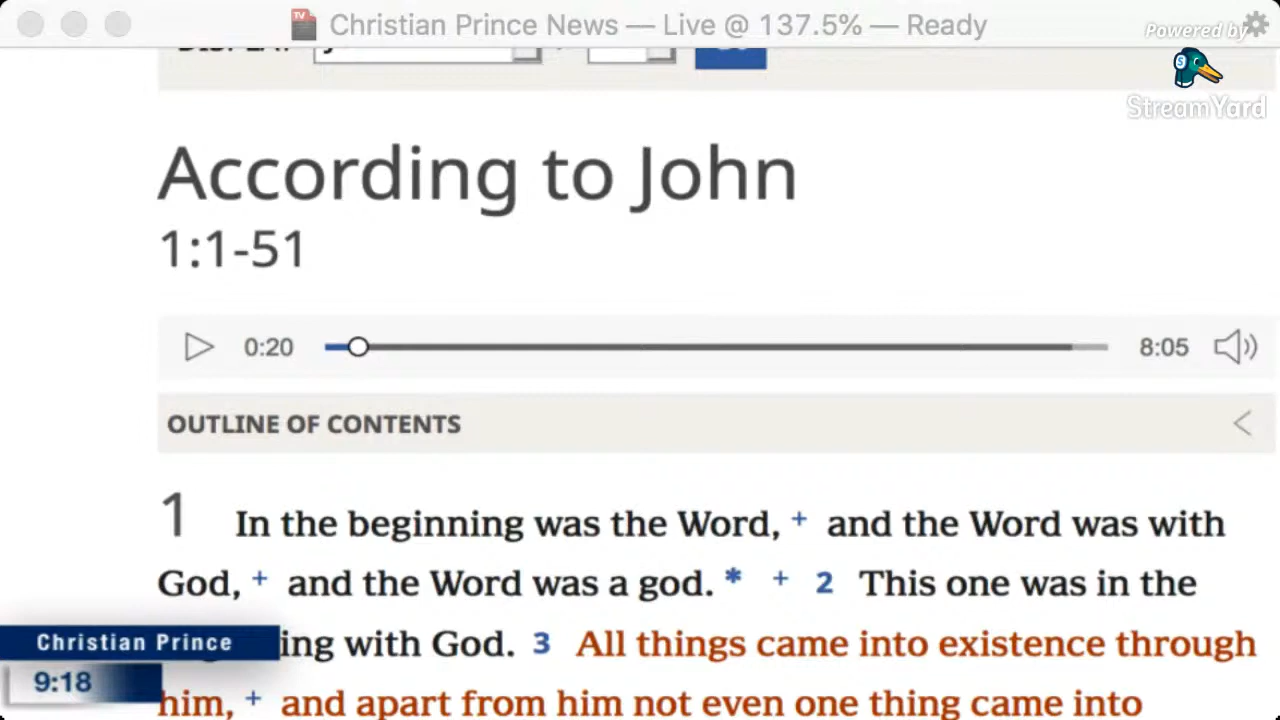 Christian Prince News — Live @ 137.5% — Ready
Powered by
StreamYard
According to John
1:1-51
0:20
8:05
OUTLINE OF CONTENTS
1 In the beginning was the Word, + and the Word was with
God, + and the Word was a god. * + 2 This one was in the
ing with God. 3 All things came into existence through
him, + and apart from him not even one thing came into
Christian Prince
9:18